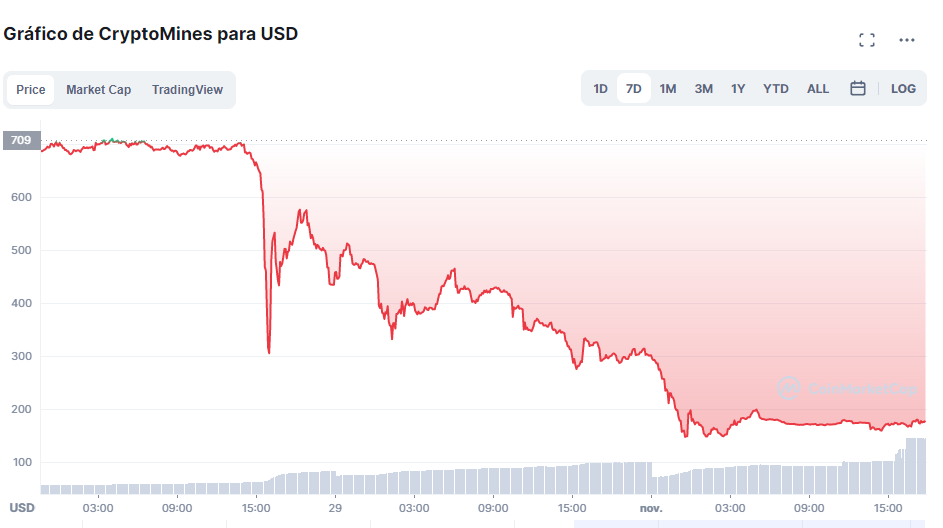 Gráfico de CryptoMines para USD
Price Market Cap TradingView
1D 7D 1M 3M 1Y YTD ALL LOG
709
600
500
400
300
200
CoinMarketCap
100
USD 03:00 09:00 15:00 29 03:00 09:00 15:00 nov. 03:00 09:00 15:00